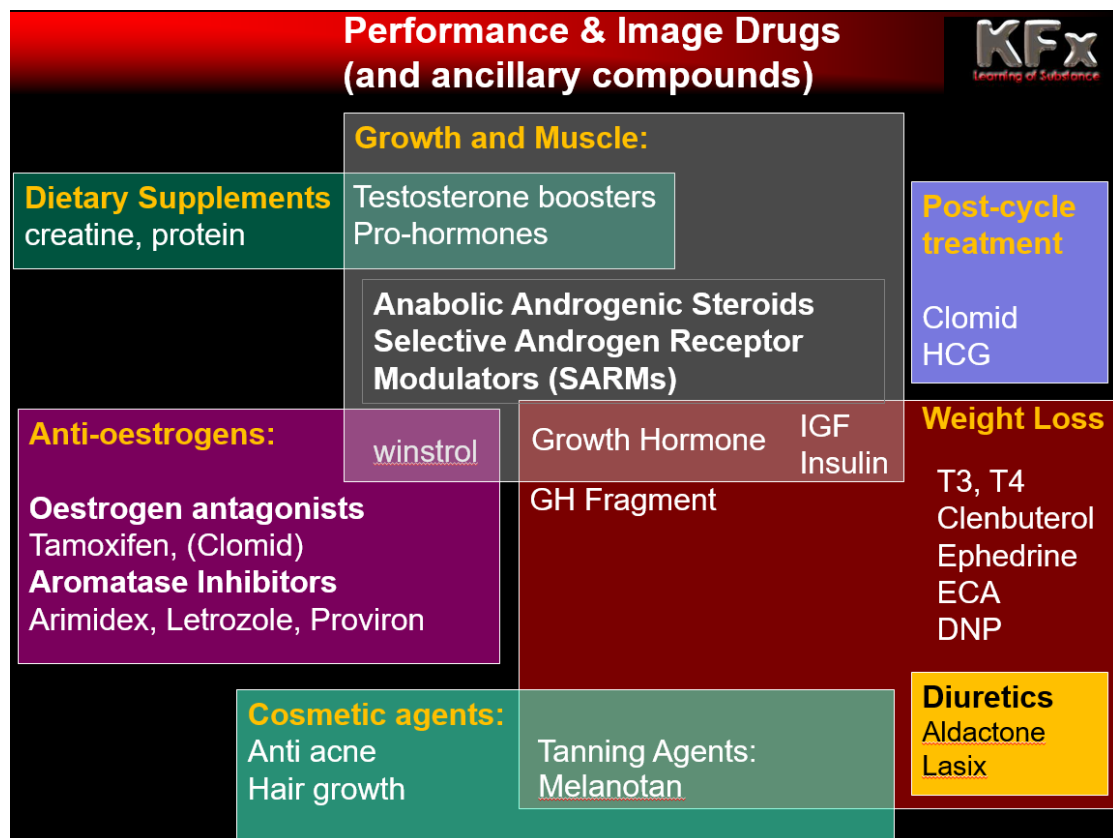 Performance & Image Drugs
(and ancillary compounds)
KFx
Learning of Substance
Growth and Muscle:
Dietary Supplements
creatine, protein
Testosterone boosters
Pro-hormones
Post-cycle
treatment
Clomid
HCG
Anabolic Androgenic Steroids
Selective Androgen Receptor
Modulators (SARMs)
Anti-oestrogens:
winstrol
Oestrogen antagonists
Tamoxifen, (Clomid)
Aromatase Inhibitors
Arimidex, Letrozole, Proviron
Growth Hormone
IGF
Insulin
GH Fragment
Weight Loss
T3, T4
Clenbuterol
Ephedrine
ECA
DNP
Diuretics
Aldactone
Lasix
Cosmetic agents:
Anti acne
Hair growth
Tanning Agents:
Melanotan